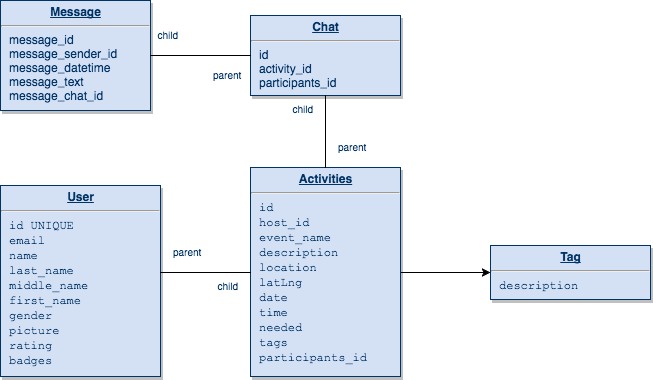 Message
message_id
message_sender_id
message_datetime
message_text
message_chat_id
child
parent
Chat
id
activity_id
participants_id
child
parent
User
id UNIQUE
email
name
last_name
middle_name
first_name
gender
picture
rating
badges
parent
child
Activities
id
host_id
event_name
description
location
latLng
date
time
needed
tags
participants_id
Tag
description